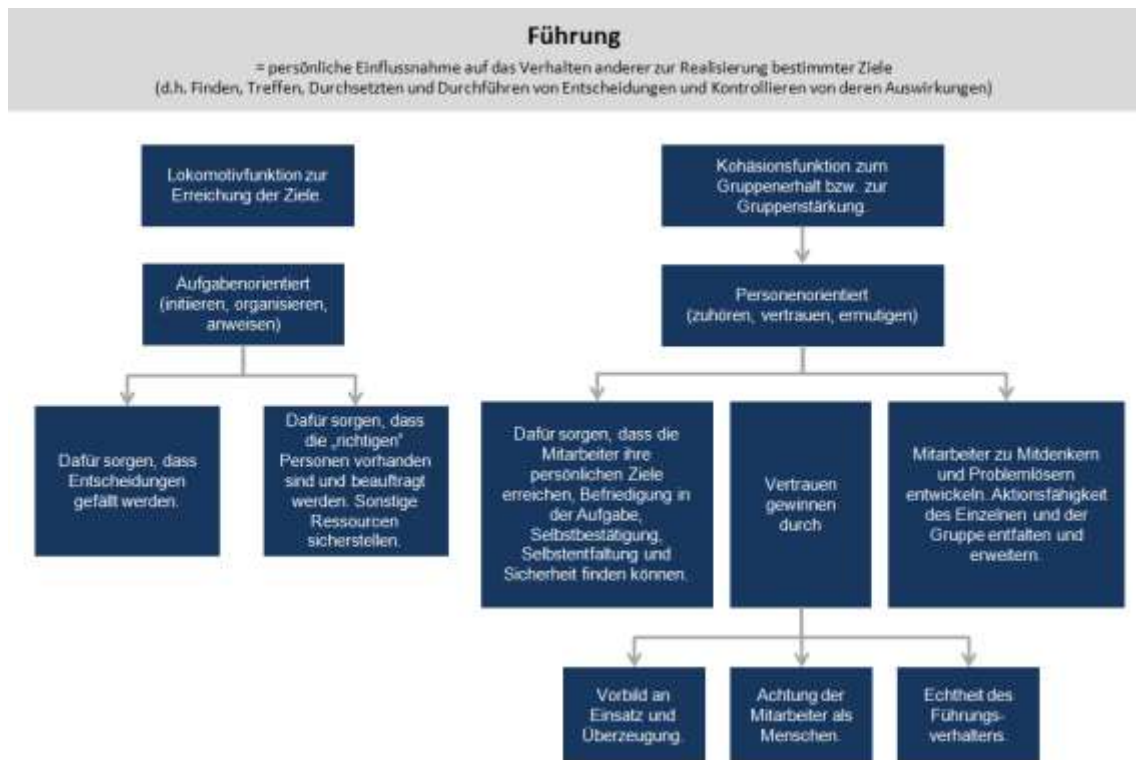 Führung
= persönliche Einflussnahme auf das Verhalten anderer zur Realisierung bestimmter Ziele
(d.h. Finden, Treffen, Durchsetzten und Durchführen von Entscheidungen und Kontrollieren von deren Auswirkungen)
Lokomotivfunktion zur
Erreichung der Ziele.
Kohäsionsfunktion zum
Gruppenerhalt bzw. zur
Gruppenstärkung.
Aufgabenorientiert
(initiieren, organisieren,
anweisen)
Personenorientiert
(zuhören, vertrauen, ermutigen)
Dafür sorgen, dass
Entscheidungen
gefällt werden.
Dafür sorgen, dass
die „richtigen“
Personen vorhanden
sind und beauftragt
werden. Sonstige
Ressourcen
sicherstellen.
Dafür sorgen, dass die
Mitarbeiter ihre
persönlichen Ziele
erreichen, Befriedigung in
der Aufgabe,
Selbstbestätigung,
Selbstentfaltung und
Sicherheit finden können.
Vertrauen
gewinnen
durch
Mitarbeiter zu Mitdenkern
und Problemlösern
entwickeln. Aktionsfähigkeit
des Einzelnen und der
Gruppe entfalten und
erweitern.
Vorbild an
Einsatz und
Überzeugung.
Achtung der
Mitarbeiter als
Menschen.
Echtheit des
Führungs-
verhaltens.